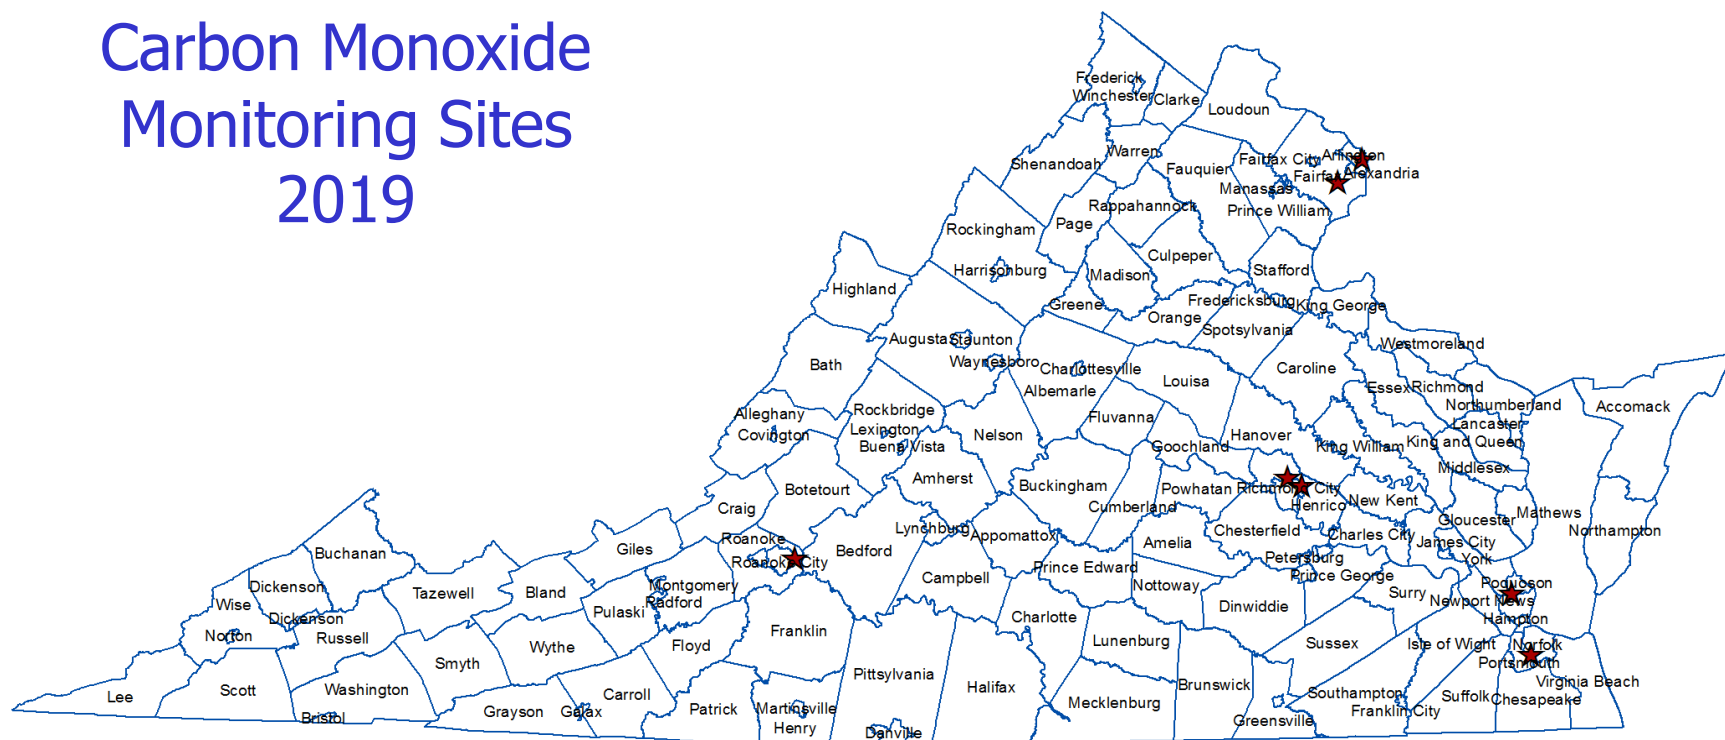 Carbon Monoxide
Monitoring Sites
2019
Frederick
Winchester
Clarke
Loudoun
Shenandoah
Warren
Fauquier
Fairfax City
Arlington
Fairfax
Alexandria
Manassas
Prince William
Rappahannock
Page
Rockingham
Culpeper
Harrisonburg
Madison
Stafford
Highland
Greene
Fredericksburg
King George
Orange
Spotsylvania
Augusta
Staunton
Westmoreland
Waynesboro
Bath
Charlottesville
Caroline
Louisa
Albemarle
Essex
Richmond
Northumberland
Accomack
Alleghany
Rockbridge
Fluvanna
Lancaster
Covington
Lexington
Nelson
Hanover
Buena Vista
Goochland
King William
King and Queen
Middlesex
Botetourt
Amherst
Buckingham
Powhatan
Richmond City
New Kent
Craig
Cumberland
Henrico
Gloucester
Mathews
Lynchburg
Appomattox
Chesterfield
Charles City
Northampton
Buchanan
Giles
Roanoke
Bedford
Amelia
James City
Roanoke City
Petersburg
York
Dickenson
Tazewell
Bland
Montgomery
Campbell
Prince Edward
Nottoway
Prince George
Poquoson
Wise
Pulaski
Radford
Surry
Newport News
Dickenson
Charlotte
Dinwiddie
Hampton
Norton
Russell
Wythe
Floyd
Franklin
Lunenburg
Sussex
Isle of Wight
Norfolk
Smyth
Portsmouth
Lee
Scott
Washington
Carroll
Pittsylvania
Halifax
Brunswick
Virginia Beach
Bristol
Grayson
Galax
Patrick
Martinsville
Henry
Mecklenburg
Southampton
Suffolk
Chesapeake
Franklin City
Greensville
Danville